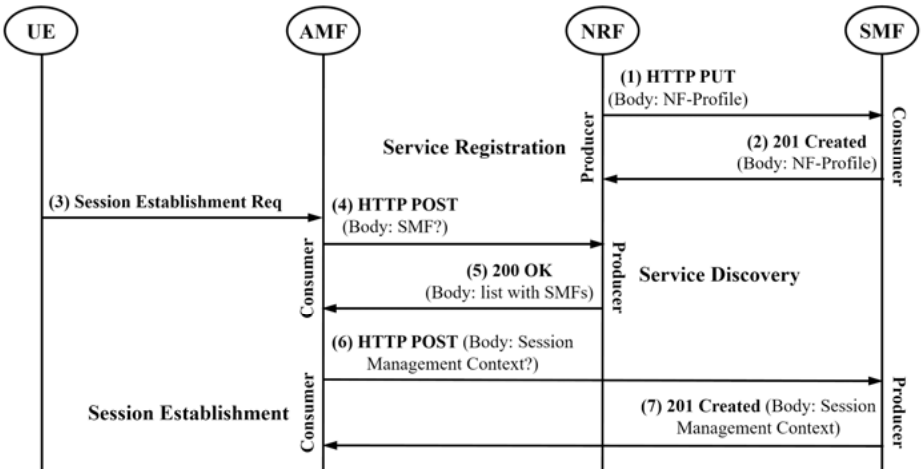 UE
AMF
NRF
SMF
(1) HTTP PUT
(Body: NF-Profile)
Producer
Consumer
Service Registration
(2) 201 Created
(Body: NF-Profile)
(3) Session Establishment Req
(4) HTTP POST
(Body: SMF?)
Consumer
Producer
(5) 200 OK
(Body: list with SMFs)
Service Discovery
(6) HTTP POST (Body: Session
Management Context?)
Consumer
Producer
Session Establishment
(7) 201 Created (Body: Session
Management Context)